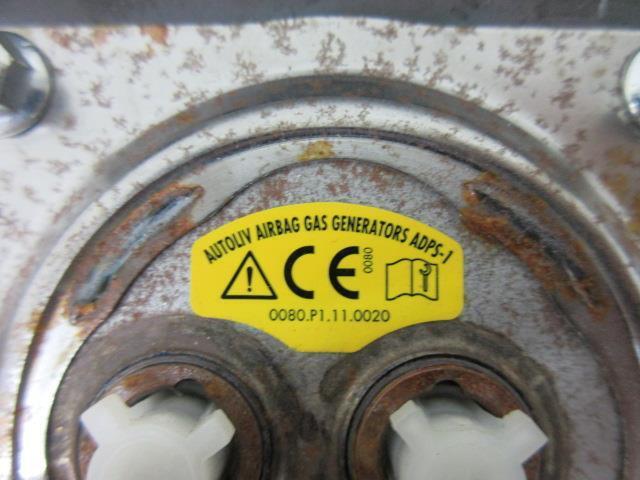 AUTOLIV AIRBAG GAS GENERATORS ADPS-1
CE 0080
0080.P1.11.0020